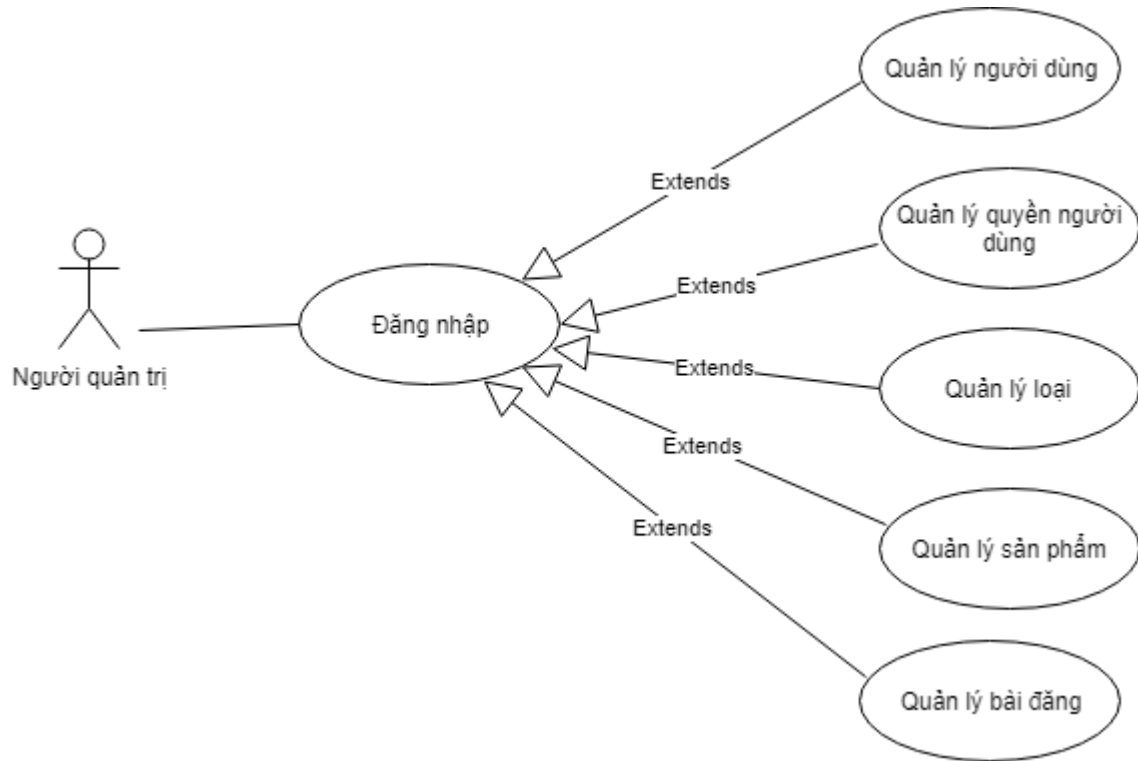 Quản lý người dùng
Extends
Quản lý quyền người
dùng
Extends
Đăng nhập
Người quản trị
Extends
Quản lý loại
Extends
Quản lý sản phẩm
Extends
Quản lý bài đăng